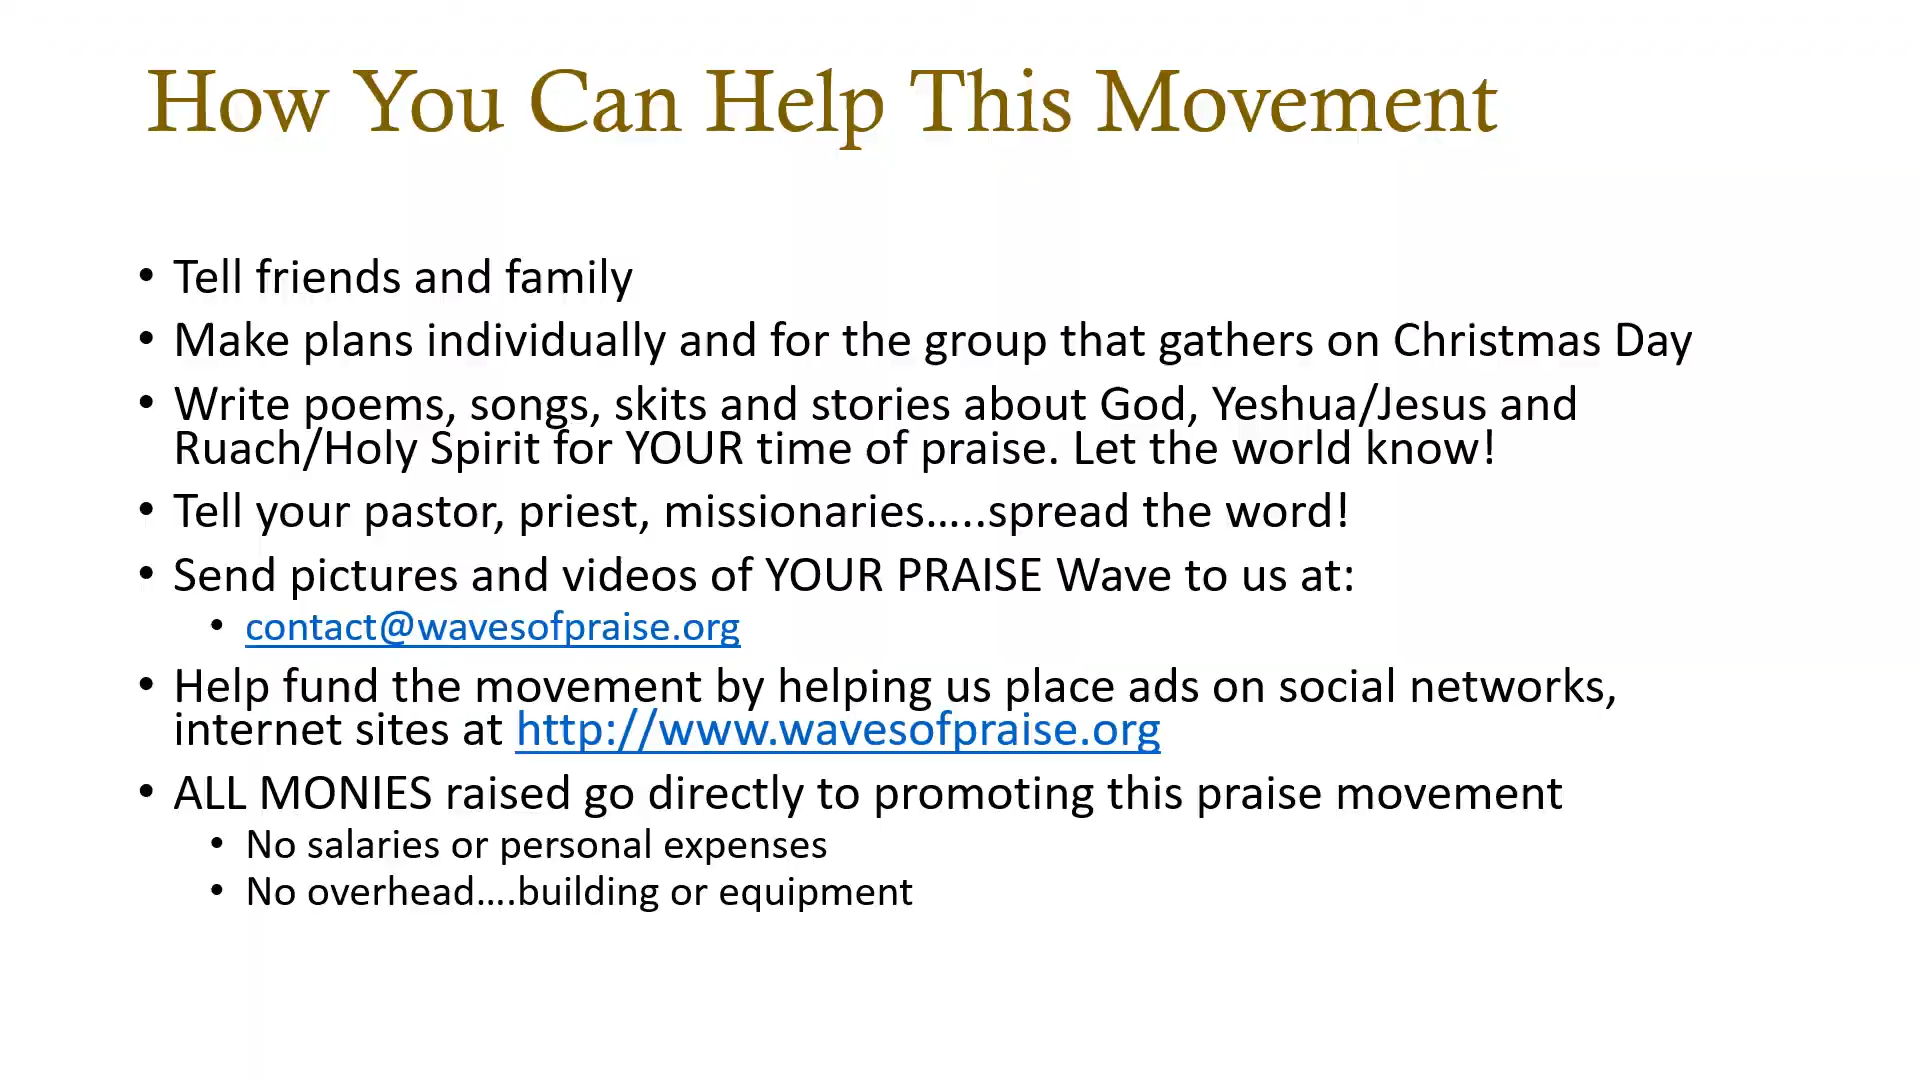 How You Can Help This Movement
• Tell friends and family
• Make plans individually and for the group that gathers on Christmas Day
• Write poems, songs, skits and stories about God, Yeshua/Jesus and
Ruach/Holy Spirit for YOUR time of praise. Let the world know!
• Tell your pastor, priest, missionaries.....spread the word!
• Send pictures and videos of YOUR PRAISE Wave to us at:
• contact@wavesofpraise.org
• Help fund the movement by helping us place ads on social networks,
internet sites at http://www.wavesofpraise.org
• ALL MONIES raised go directly to promoting this praise movement
• No salaries or personal expenses
• No overhead....building or equipment